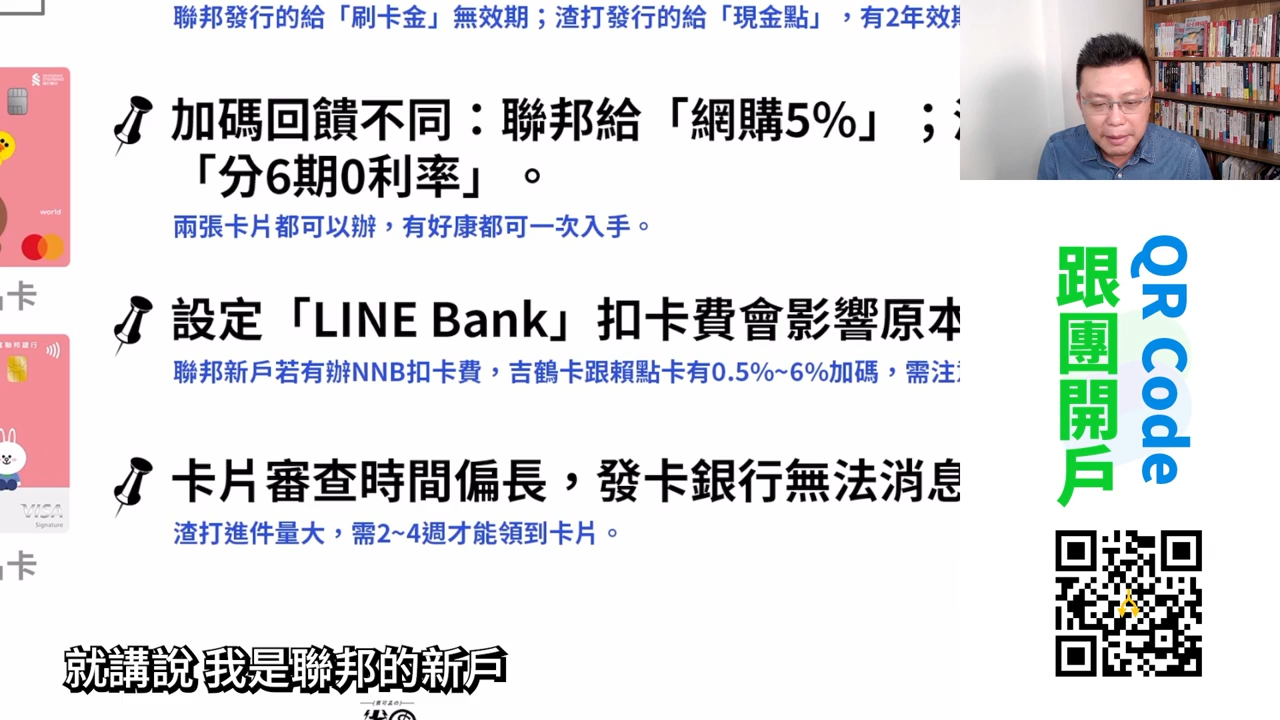 聯邦發行的給「刷卡金」無效期；渣打發行的給「現金點」，有2年效期
加碼回饋不同：聯邦給「網購5%」；
「分6期0利率」。
兩張卡片都可以辦，有好康都可一次入手。
world
卡
設定「LINE Bank」扣卡費會影響原本
聯邦銀行
聯邦新戶若有辦NNB扣卡費，吉鶴卡跟賴點卡有0.5%~6%加碼，需注
卡片審查時間偏長，發卡銀行無法消息
VISA
Signature
渣打進件量大，需2~4週才能領到卡片。
卡
跟團開戶
QR Code
就講說 我是聯邦的新戶